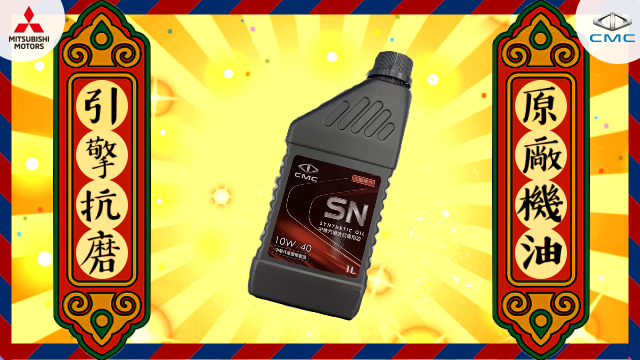 MITSUBISHI
MOTORS
CMC
原廠機油
引擎抗磨
CMC
SN
SYNTHETIC OIL
10W-40
1L